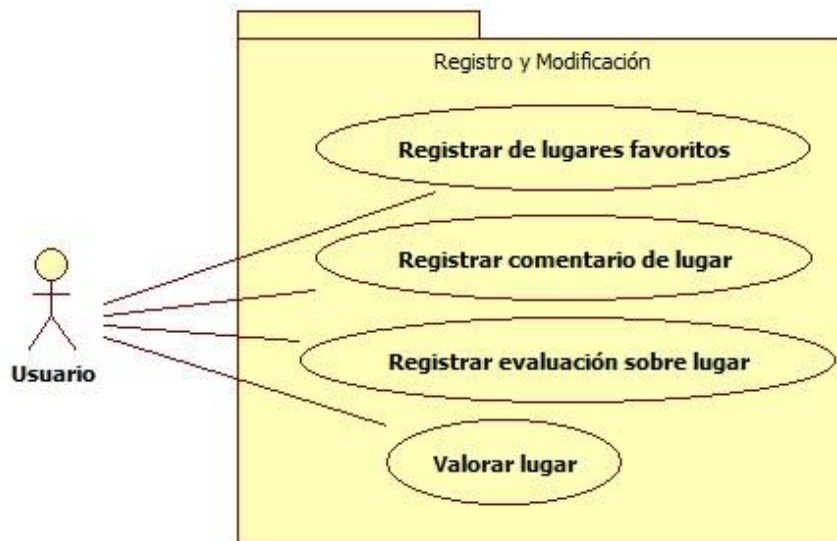 Registro y Modificación
Registrar de lugares favoritos
Registrar comentario de lugar
Registrar evaluación sobre lugar
Usuario
Valorar lugar